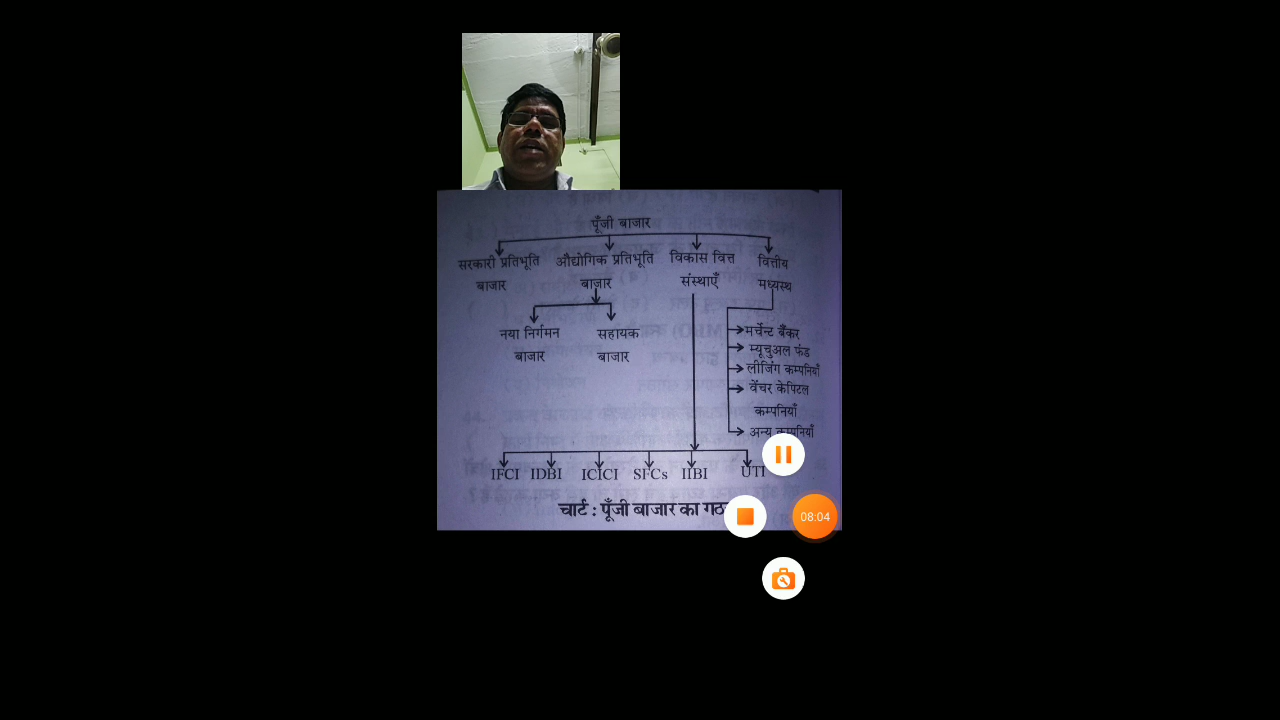 पूँजी बाजार
सरकारी प्रतिभूति औद्योगिक प्रतिभूति विकास वित्त वित्तीय
बाजार बाजार संस्थाएँ मध्यस्थ
नया निर्गमन सहायक
बाजार बाजार
मर्चेन्ट बैंकर
म्यूचुअल फंड
लीजिंग कम्पनियाँ
वेंचर केपिटल
कम्पनियाँ
अन्य कम्पनियाँ
IFCI IDBI ICICI SFCs IIBI UTI
चार्ट : पूँजी बाजार का
08:04